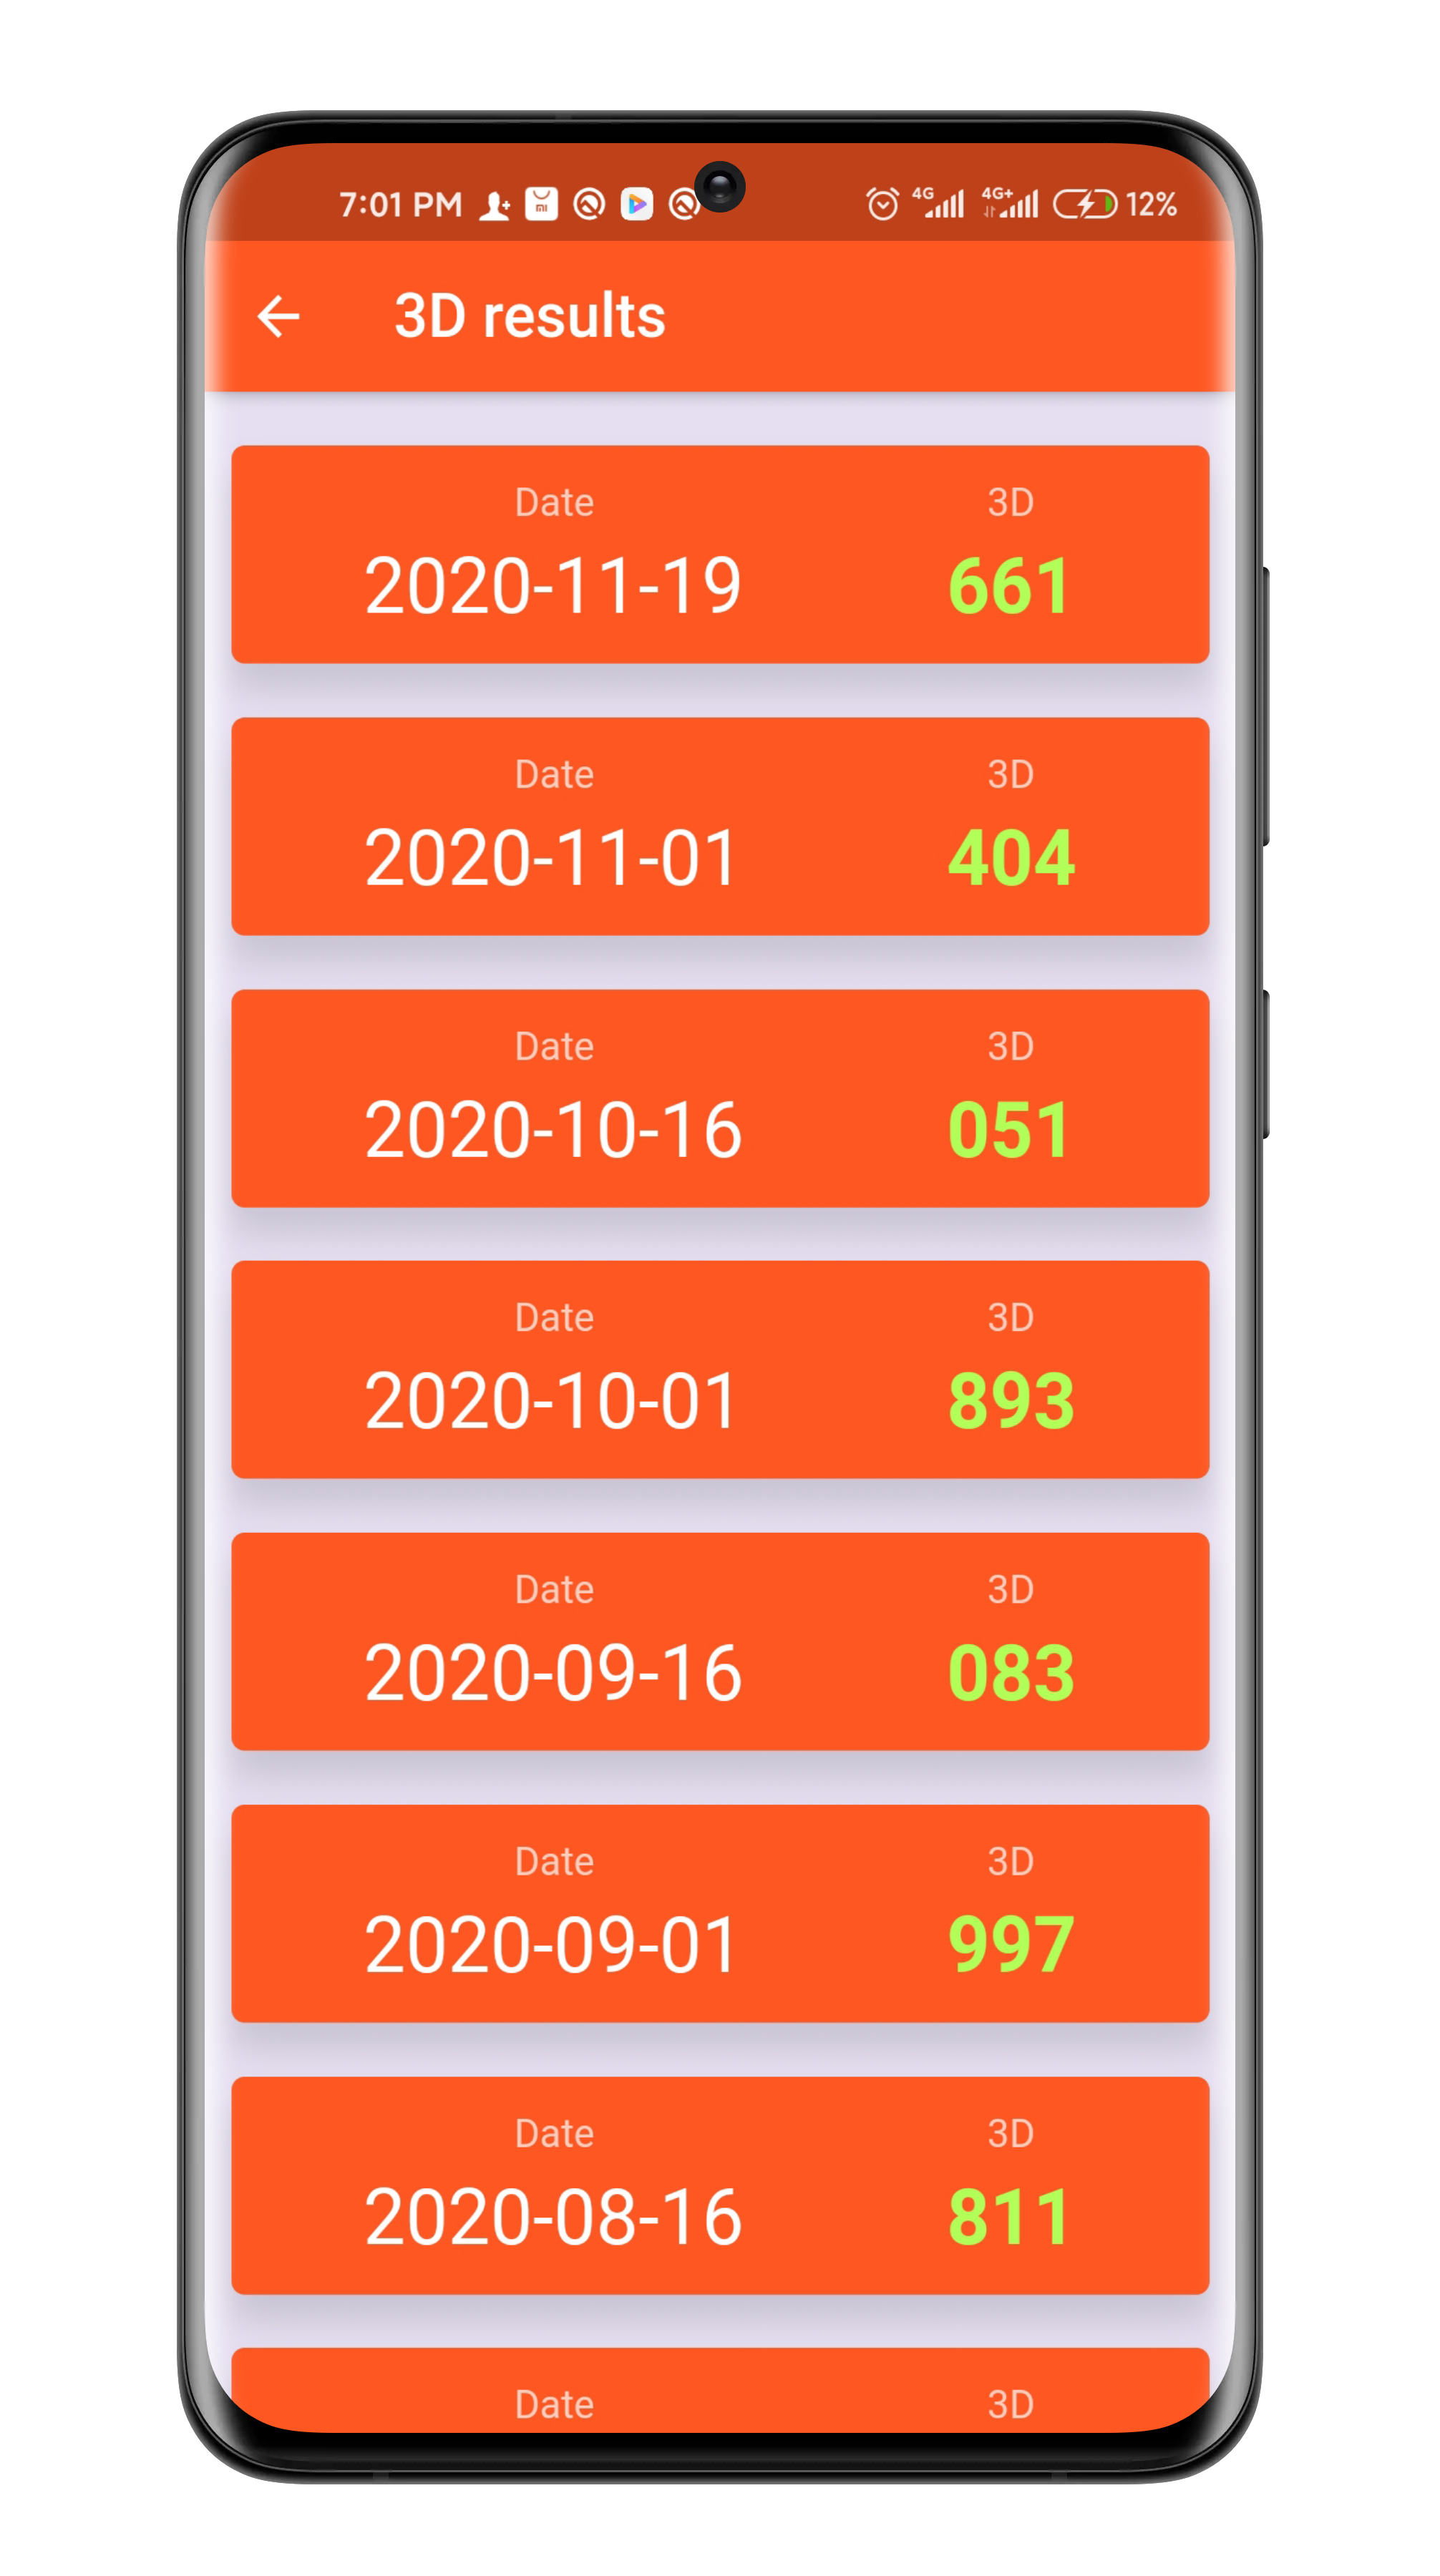 7:01 PM 4G 4G+ 12%
3D results
Date 3D
2020-11-19 661
Date 3D
2020-11-01 404
Date 3D
2020-10-16 051
Date 3D
2020-10-01 893
Date 3D
2020-09-16 083
Date 3D
2020-09-01 997
Date 3D
2020-08-16 811
Date 3D